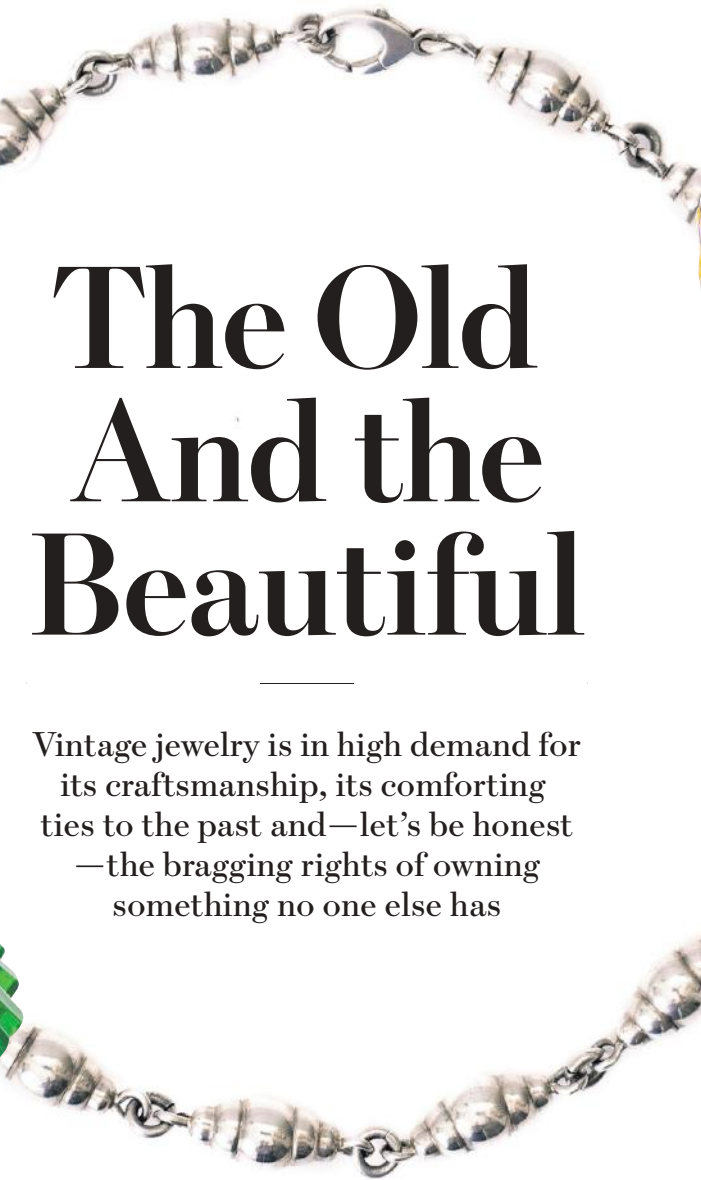 The Old
And the
Beautiful
Vintage jewelry is in high demand for
its craftsmanship, its comforting
ties to the past and—let’s be honest
—the bragging rights of owning
something no one else has